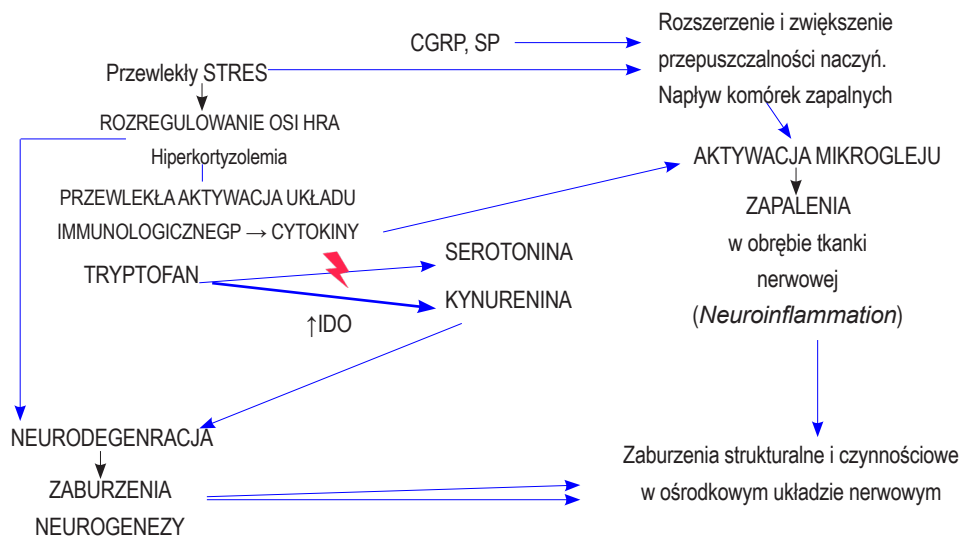 CGRP, SP
Rozszerzenie i zwiększenie
przepuszczalności naczyń.
Napływ komórek zapalnych
Przewlekły STRES
ROZREGULOWANIE OSI HRA
Hiperkortyzolemia
PRZEWLEKŁA AKTYWACJA UKŁADU
IMMUNOLOGICZNEGP → CYTOKINY
AKTYWACJA MIKROGLEJU
ZAPALENIA
w obrębie tkanki
nerwowej
(Neuroinflammation)
TRYPTOFAN
SEROTONINA
KYNURENINA
↑IDO
NEURODEGENRACJA
ZABURZENIA
NEUROGENEZY
Zaburzenia strukturalne i czynnościowe
w ośrodkowym układzie nerwowym